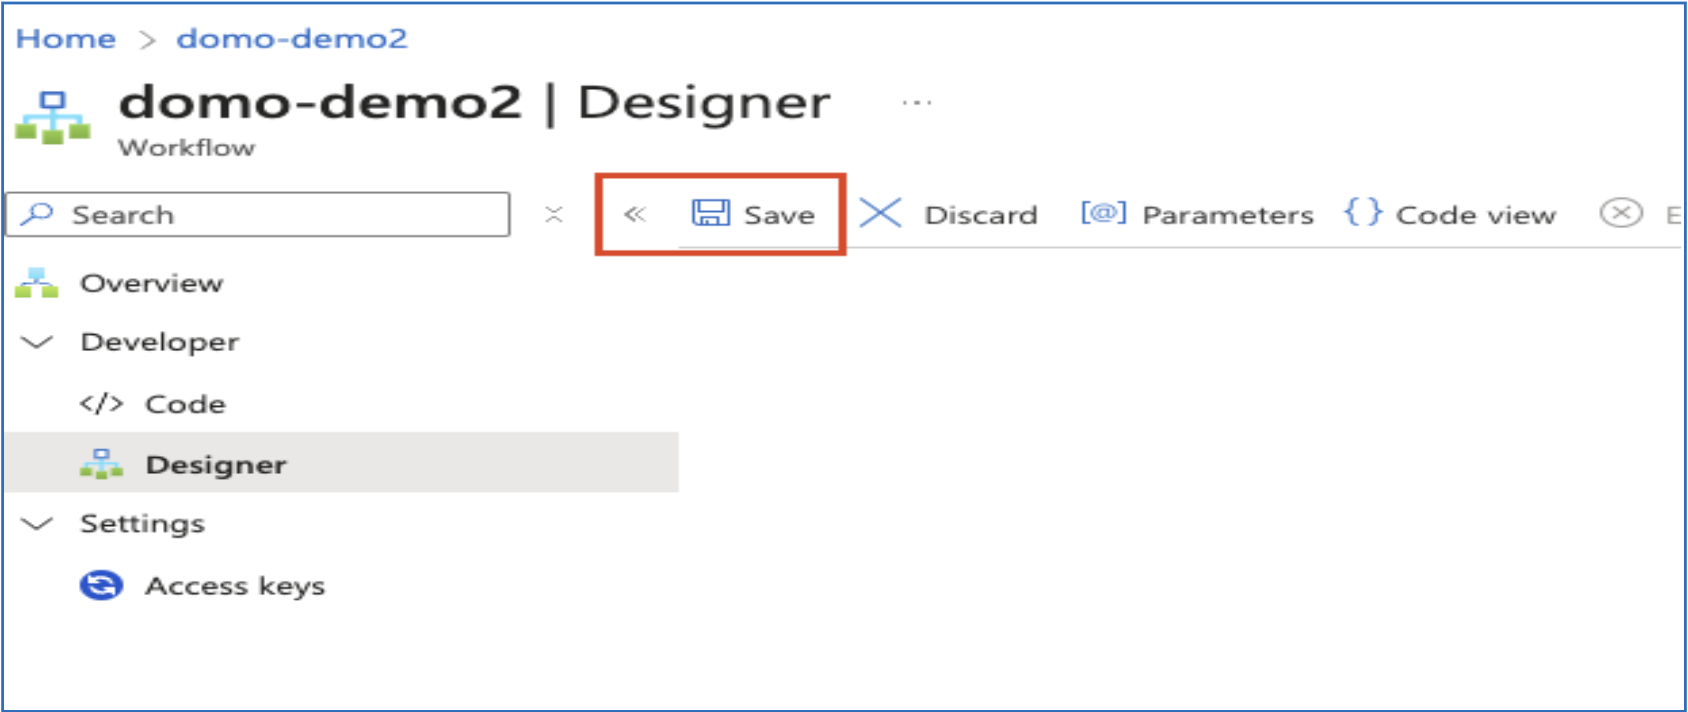 Home > domo-demo2
domo-demo2 | Designer ...
Workflow
Search
« Save Discard [@] Parameters {} Code view E
Overview
Developer
</> Code
Designer
Settings
Access keys